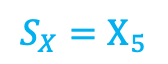 S_X = X_5